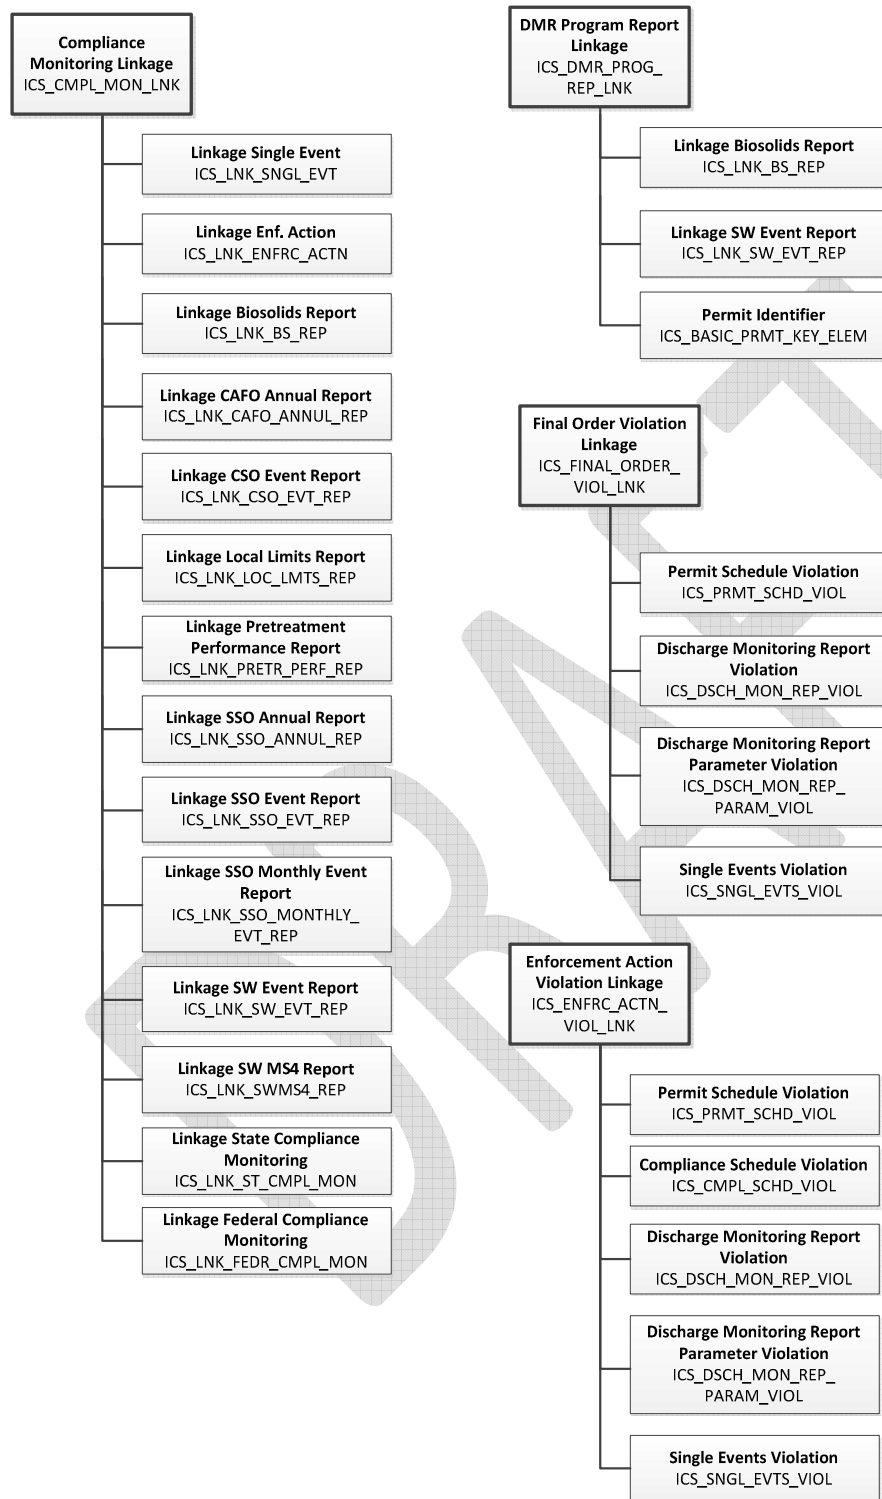 Compliance
Monitoring Linkage
ICS_CMPL_MON_LNK
Linkage Single Event
ICS_LNK_SNGL_EVT
Linkage Enf. Action
ICS_LNK_ENFRC_ACTN
Linkage Biosolids Report
ICS_LNK_BS_REP
Linkage CAFO Annual Report
ICS_LNK_CAFO_ANNUL_REP
Linkage CSO Event Report
ICS_LNK_CSO_EVT_REP
Linkage Local Limits Report
ICS_LNK_LOC_LMTS_REP
Linkage Pretreatment
Performance Report
ICS_LNK_PRETR_PERF_REP
Linkage SSO Annual Report
ICS_LNK_SSO_ANNUL_REP
Linkage SSO Event Report
ICS_LNK_SSO_EVT_REP
Linkage SSO Monthly Event
Report
ICS_LNK_SSO_MONTHLY_
EVT_REP
Linkage SW Event Report
ICS_LNK_SW_EVT_REP
Linkage SW MS4 Report
ICS_LNK_SWMS4_REP
Linkage State Compliance
Monitoring
ICS_LNK_ST_CMPL_MON
Linkage Federal Compliance
Monitoring
ICS_LNK_FEDR_CMPL_MON
DMR Program Report
Linkage
ICS_DMR_PROG_
REP_LNK
Linkage Biosolids Report
ICS_LNK_BS_REP
Linkage SW Event Report
ICS_LNK_SW_EVT_REP
Permit Identifier
ICS_BASIC_PRMT_KEY_ELEM
Final Order Violation
Linkage
ICS_FINAL_ORDER_
VIOL_LNK
Permit Schedule Violation
ICS_PRMT_SCHD_VIOL
Discharge Monitoring Report
Violation
ICS_DSCH_MON_REP_VIOL
Discharge Monitoring Report
Parameter Violation
ICS_DSCH_MON_REP_
PARAM_VIOL
Single Events Violation
ICS_SNGL_EVTS_VIOL
Enforcement Action
Violation Linkage
ICS_ENFRC_ACTN_
VIOL_LNK
Permit Schedule Violation
ICS_PRMT_SCHD_VIOL
Compliance Schedule Violation
ICS_CMPL_SCHD_VIOL
Discharge Monitoring Report
Violation
ICS_DSCH_MON_REP_VIOL
Discharge Monitoring Report
Parameter Violation
ICS_DSCH_MON_REP_
PARAM_VIOL
Single Events Violation
ICS_SNGL_EVTS_VIOL
DRAFT